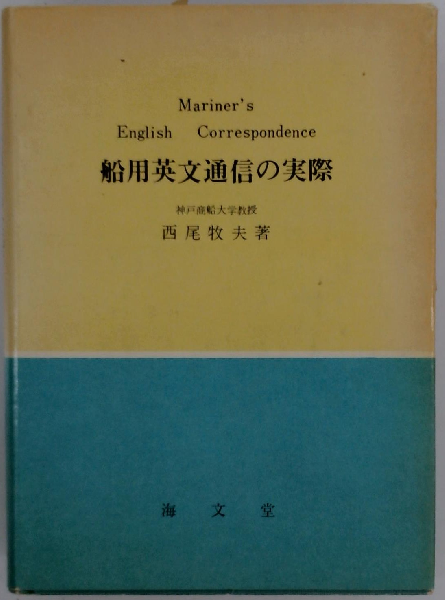 Mariner's
English Correspondence
船用英文通信の実際
神戸商船大学教授
西尾牧夫著
海文堂